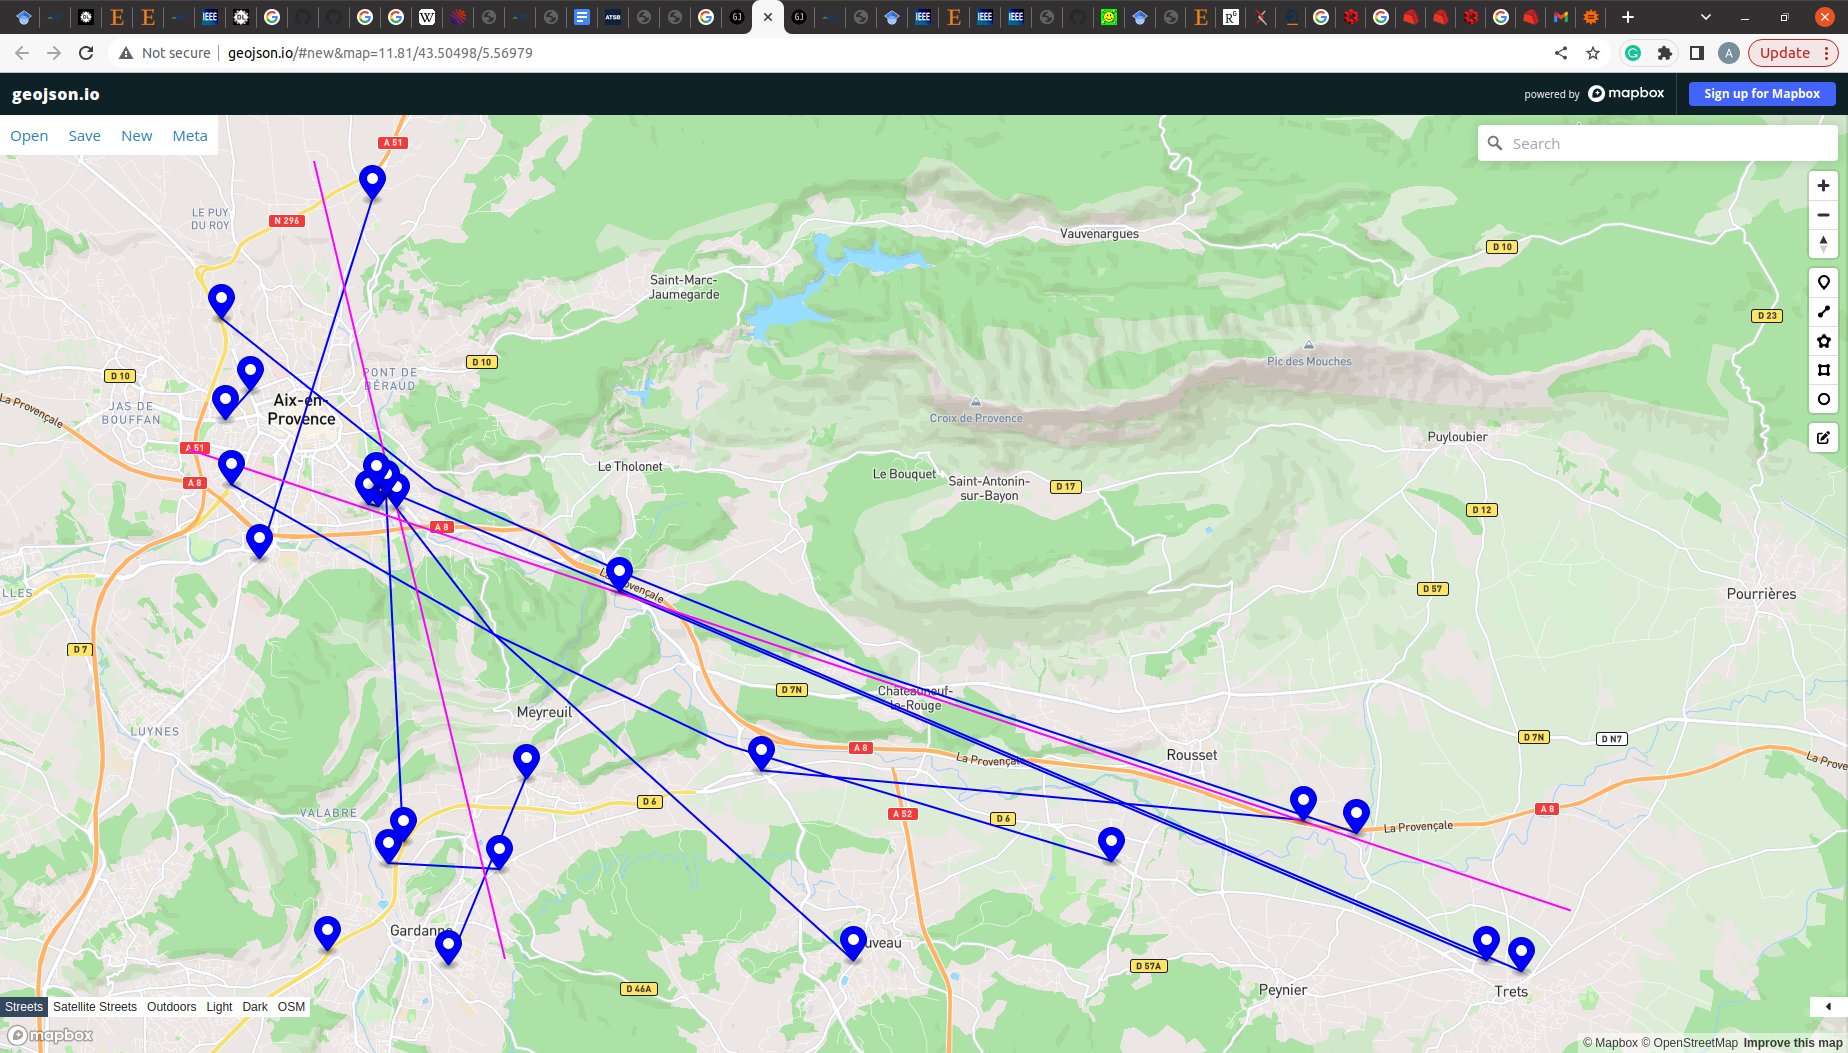 Not secure
geojson.io/#new&map=11.81/43.50498/5.56979
A
Update
geojson.io
powered by
mapbox
Sign up for Mapbox
Open
Save
New
Meta
Search
A 51
LE PUY
DU ROY
N 296
Vauvenargues
D 10
Saint-Marc-
Jaumegarde
D 23
D 10
Pic des Mouches
D 10
PONT DE
BÉRAUD
JAS DE
BOUFFAN
Aix-en-
Provence
La Provençale
Croix de Provence
Puyloubier
A 51
Le Tholonet
Le Bouquet
Saint-Antonin-
sur-Bayon
D 17
A 8
D 12
A 8
La Provençale
D 57
LLES
Pourrières
D 7
D 7N
Châteauneuf-
le-Rouge
Meyreuil
LUYNES
D 7N
D N7
A 8
La Provençale
Rousset
La Prove
VALABRE
D 6
A 52
D 6
A 8
La Provençale
Gardanne
uveau
D 57A
D 46A
Peynier
Trets
Streets
Satellite Streets
Outdoors
Light
Dark
OSM
mapbox
© Mapbox © OpenStreetMap Improve this map